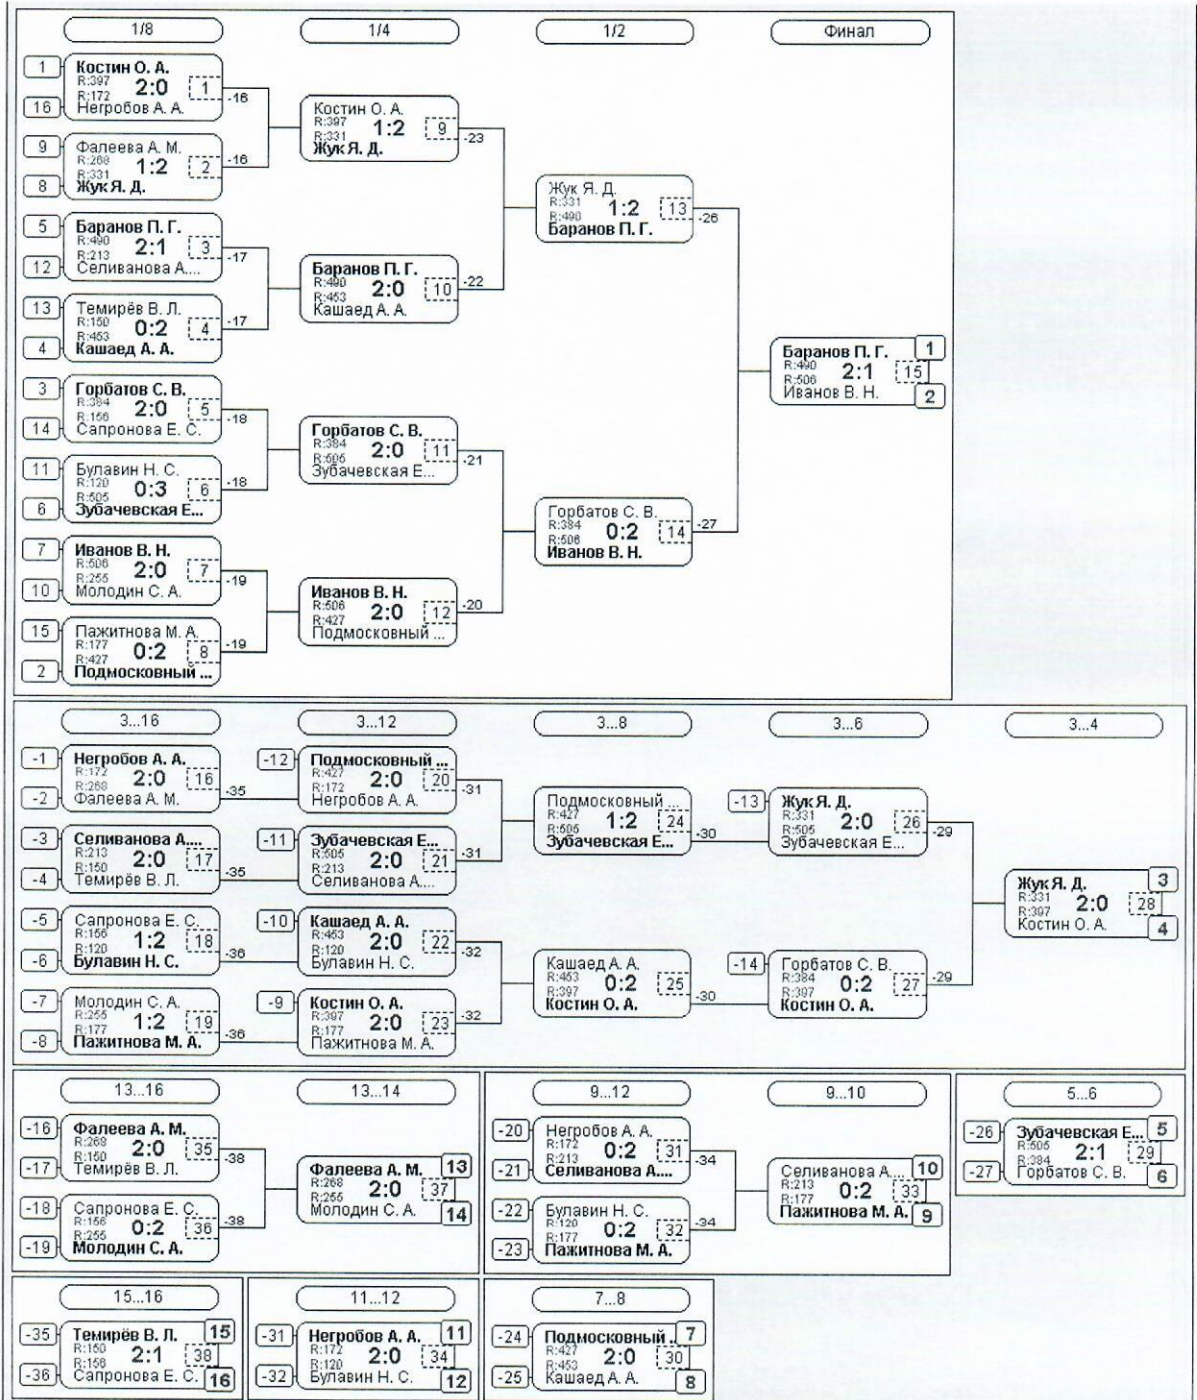 1/8
1/4
1/2
Финал
1 Костин О. А.
R:397
R:172 2:0 1 -16
16 Негробов А. А.
9 Фалеева А. М.
R:268
R:331 1:2 2 -16
8 Жук Я. Д.
5 Баранов П. Г.
R:490
R:213 2:1 3 -17
12 Селиванова А....
13 Темирёв В. Л.
R:150
R:453 0:2 4 -17
4 Кашаед А. А.
3 Горбатов С. В.
R:384
R:156 2:0 5 -18
14 Сапронова Е. С.
11 Булавин Н. С.
R:120
R:505 0:3 6 -18
6 Зубачевская Е...
7 Иванов В. Н.
R:506
R:255 2:0 7 -19
10 Молодин С. А.
15 Пажитнова М. А.
R:177
R:427 0:2 8 -19
2 Подмосковный ...
Костин О. А.
R:397
R:331 1:2 9 -23
Жук Я. Д.
Баранов П. Г.
R:490
R:453 2:0 10 -22
Кашаед А. А.
Горбатов С. В.
R:384
R:505 2:0 11 -21
Зубачевская Е...
Иванов В. Н.
R:506
R:427 2:0 12 -20
Подмосковный ...
Жук Я. Д.
R:331
R:490 1:2 13 -26
Баранов П. Г.
Горбатов С. В.
R:384
R:506 0:2 14 -27
Иванов В. Н.
Баранов П. Г. 1
R:490
R:506 2:1 15
Иванов В. Н. 2
3...16
3...12
3...8
3...6
3...4
-1 Негробов А. А.
R:172
R:268 2:0 16 -35
-2 Фалеева А. М.
-3 Селиванова А....
R:213
R:150 2:0 17 -35
-4 Темирёв В. Л.
-5 Сапронова Е. С.
R:156
R:120 1:2 18 -36
-6 Булавин Н. С.
-7 Молодин С. А.
R:255
R:177 1:2 19 -36
-8 Пажитнова М. А.
-12 Подмосковный ...
R:427
R:172 2:0 20 -31
Негробов А. А.
-11 Зубачевская Е...
R:505
R:213 2:0 21 -31
Селиванова А....
-10 Кашаед А. А.
R:453
R:120 2:0 22 -32
Булавин Н. С.
-9 Костин О. А.
R:397
R:177 2:0 23 -32
Пажитнова М. А.
Подмосковный ...
R:427
R:505 1:2 24 -30
Зубачевская Е...
Кашаед А. А.
R:453
R:397 0:2 25 -30
Костин О. А.
-13 Жук Я. Д.
R:331
R:505 2:0 26 -29
Зубачевская Е...
-14 Горбатов С. В.
R:384
R:397 0:2 27 -29
Костин О. А.
Жук Я. Д. 3
R:331
R:397 2:0 28
Костин О. А. 4
13...16
13...14
-16 Фалеева А. М.
R:268
R:150 2:0 35 -38
-17 Темирёв В. Л.
-18 Сапронова Е. С.
R:156
R:255 0:2 36 -38
-19 Молодин С. А.
Фалеева А. М. 13
R:268
R:255 2:0 37
Молодин С. А. 14
9...12
9...10
-20 Негробов А. А.
R:172
R:213 0:2 31 -34
-21 Селиванова А....
-22 Булавин Н. С.
R:120
R:177 0:2 32 -34
-23 Пажитнова М. А.
Селиванова А.... 10
R:213
R:177 0:2 33
Пажитнова М. А. 9
5...6
-26 Зубачевская Е... 5
R:505
R:384 2:1 29
-27 Горбатов С. В. 6
15...16
-35 Темирёв В. Л. 15
R:150
R:156 2:1 38
-36 Сапронова Е. С. 16
11...12
-31 Негробов А. А. 11
R:172
R:120 2:0 34
-32 Булавин Н. С. 12
7...8
-24 Подмосковный .. 7
R:427
R:453 2:0 30
-25 Кашаед А. А. 8